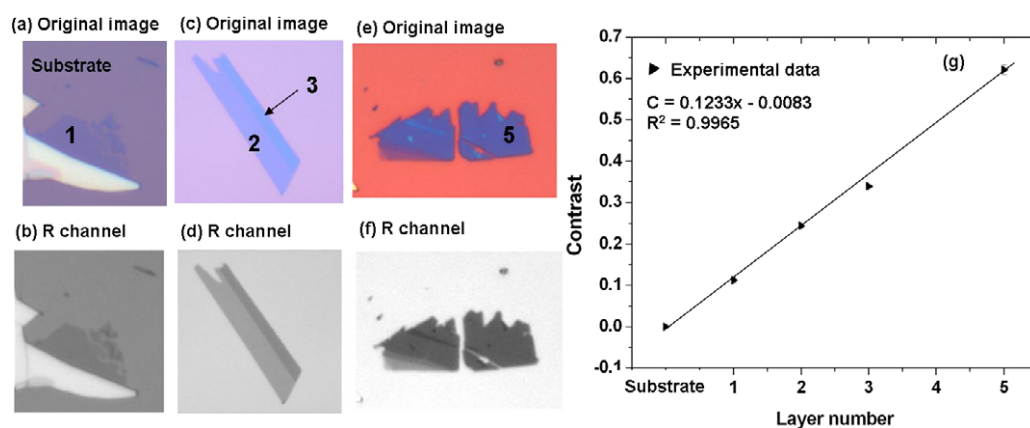 (a) Original image
(c) Original image
(e) Original image
Substrate
1
3
2
5
(b) R channel
(d) R channel
(f) R channel
(g)
Experimental data
C = 0.1233x - 0.0083
R² = 0.9965
Contrast
0.7
0.6
0.5
0.4
0.3
0.2
0.1
0.0
-0.1
Substrate 1 2 3 4 5
Layer number